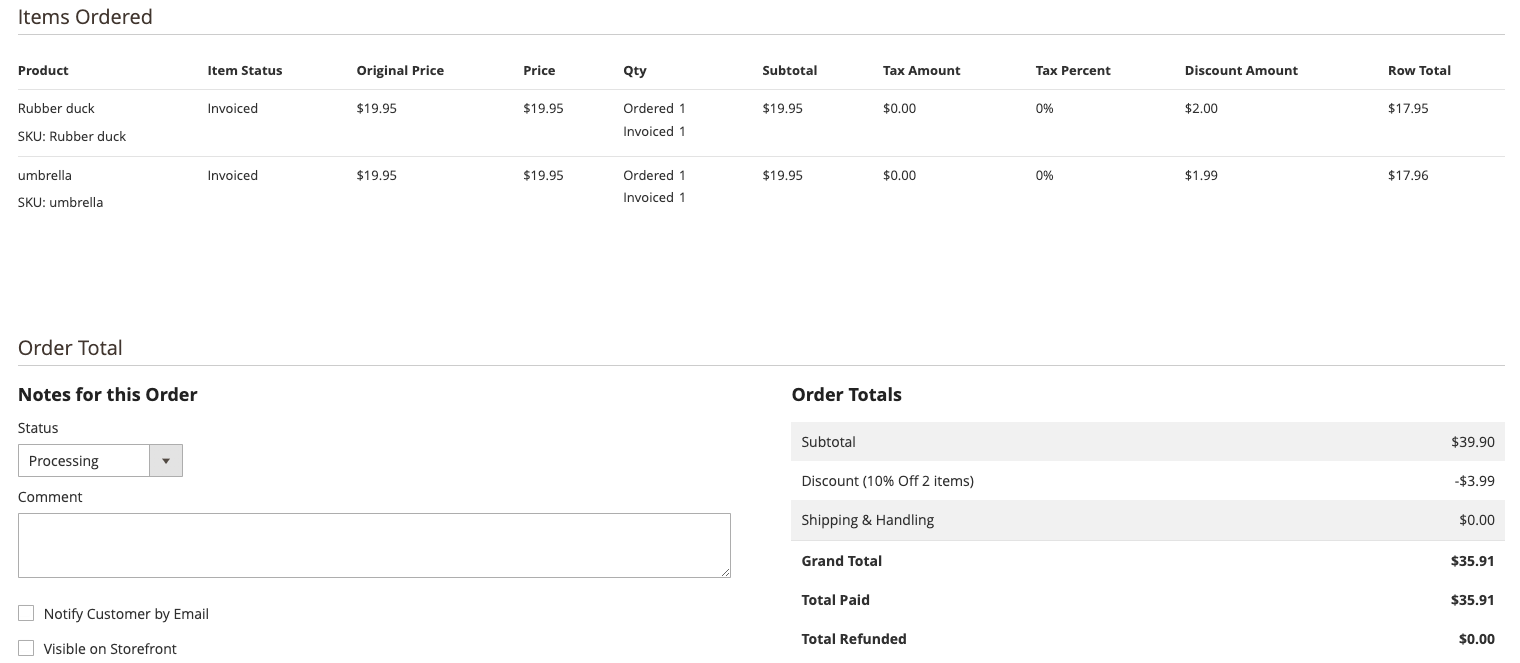 Items Ordered
Product Item Status Original Price Price Qty Subtotal Tax Amount Tax Percent Discount Amount Row Total
Rubber duck Invoiced $19.95 $19.95 Ordered 1 $19.95 $0.00 0% $2.00 $17.95
Invoiced 1
SKU: Rubber duck
umbrella Invoiced $19.95 $19.95 Ordered 1 $19.95 $0.00 0% $1.99 $17.96
Invoiced 1
SKU: umbrella
Order Total
Notes for this Order
Status
Processing
Comment
Notify Customer by Email
Visible on Storefront
Order Totals
Subtotal $39.90
Discount (10% Off 2 items) -$3.99
Shipping & Handling $0.00
Grand Total $35.91
Total Paid $35.91
Total Refunded $0.00